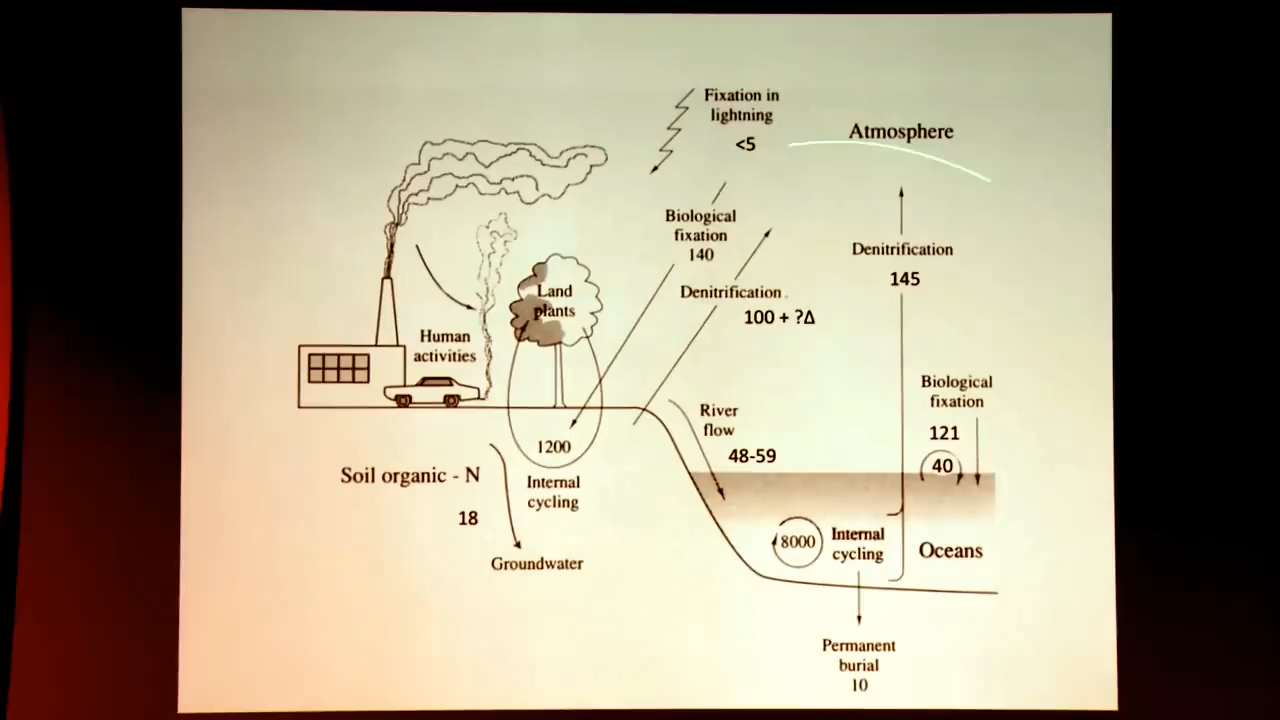 Fixation in
lightning
<5
Atmosphere
Biological
fixation
140
Denitrification
145
Denitrification
100 + ?Δ
Land
plants
Human
activities
Biological
fixation
121
40
River
flow
48-59
1200
Internal
cycling
Soil organic - N
18
Groundwater
8000
Internal
cycling
Oceans
Permanent
burial
10